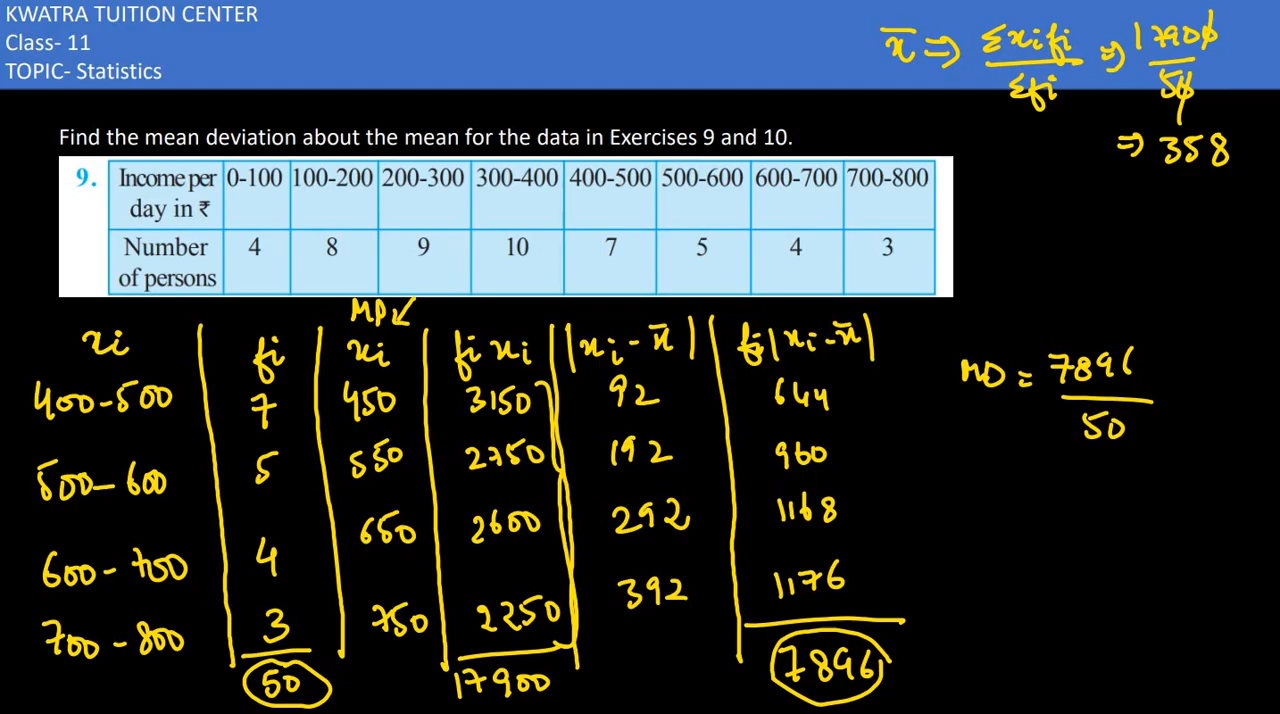 KWATRA TUITION CENTER
Class- 11
TOPIC- Statistics
x̄ ⇒ Σxifi / Σfi ⇒ 17900 / 50
⇒ 358
Find the mean deviation about the mean for the data in Exercises 9 and 10.
9. Income per day in ₹ 0-100 100-200 200-300 300-400 400-500 500-600 600-700 700-800
Number of persons 4 8 9 10 7 5 4 3
MP↙
xi fi xi fi xi |xi - x̄| fi|xi - x̄|
400-500 7 450 3150 92 644
500-600 5 550 2750 192 960
600-700 4 650 2600 292 1168
700-800 3 750 2250 392 1176
50 17900 7896
MD = 7896 / 50